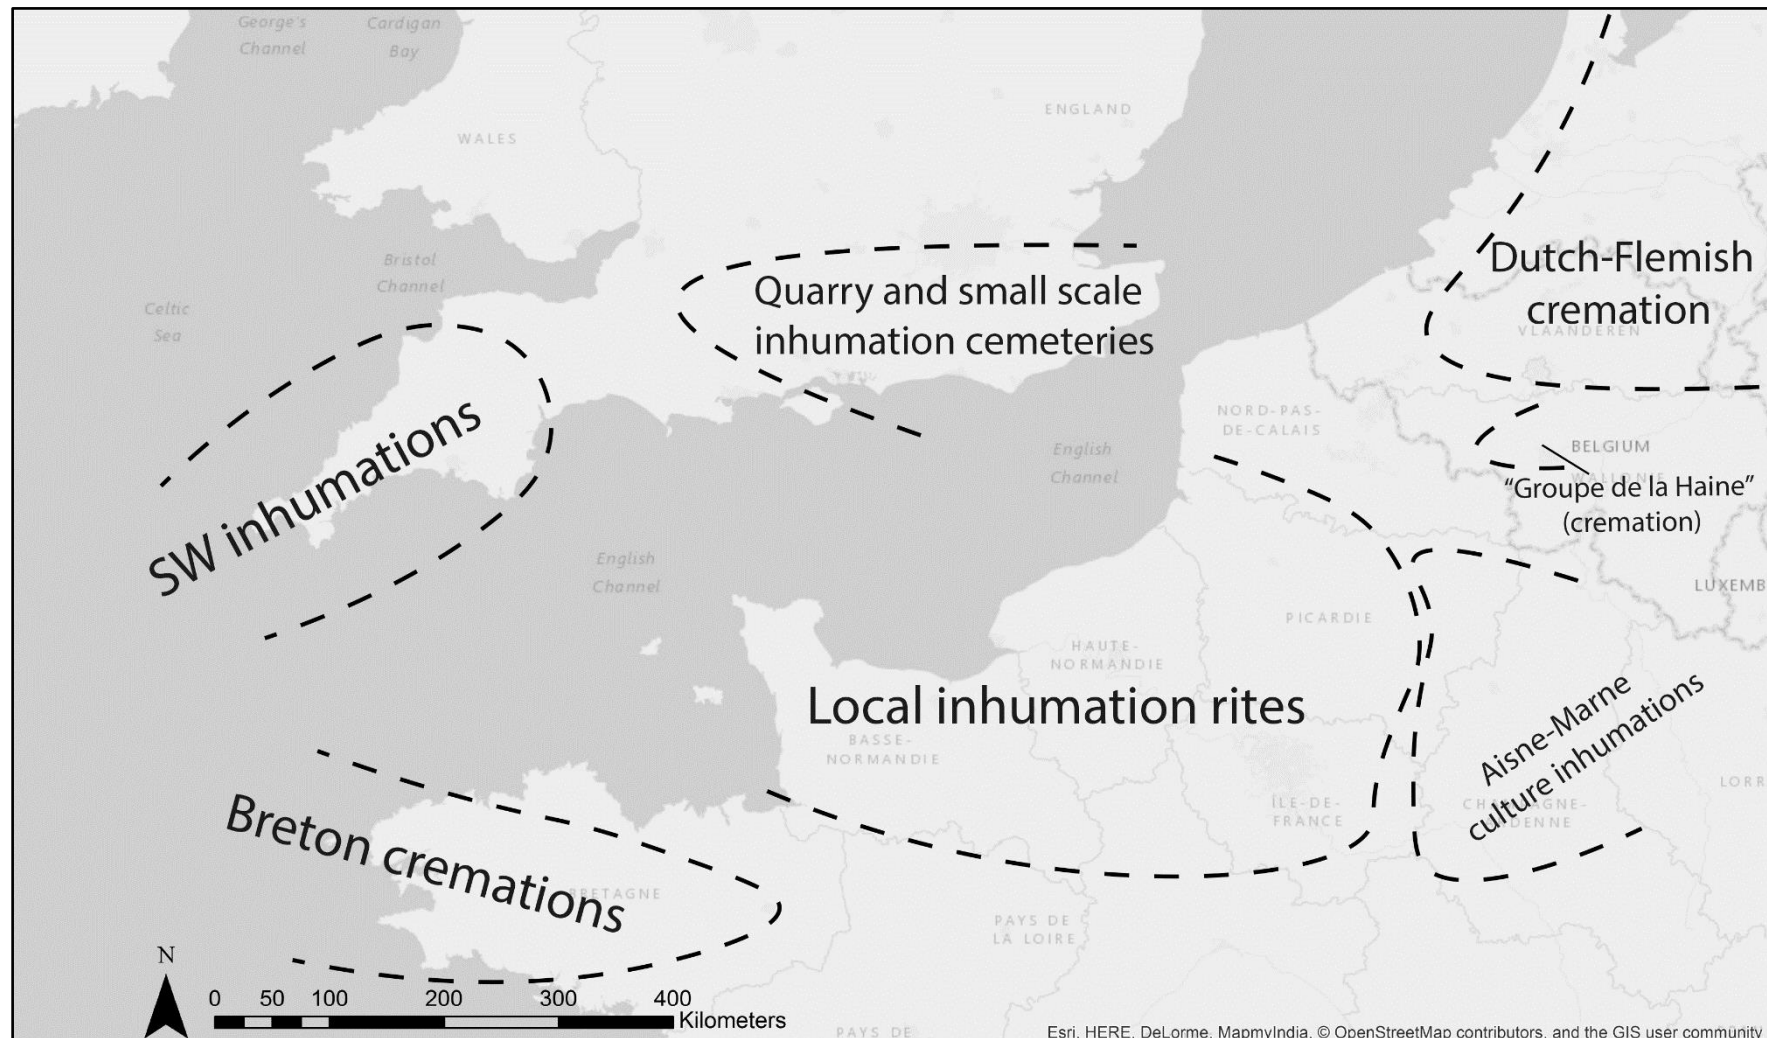 George's
Channel
Cardigan
Bay
ENGLAND
WALES
Bristol
Channel
Celtic
Sea
Quarry and small scale
inhumation cemeteries
Dutch-Flemish
cremation
VLAANDEREN
SW inhumations
NORD-PAS-
DE-CALAIS
English
Channel
BELGIUM
WALLONIE
"Groupe de la Haine"
(cremation)
English
Channel
LUXEMB
PICARDIE
HAUTE-
NORMANDIE
Local inhumation rites
BASSE-
NORMANDIE
Aisne-Marne
culture inhumations
LORR
CHAMPAGNE-
ARDENNE
ÎLE-DE-
FRANCE
Breton cremations
BRETAGNE
PAYS DE
LA LOIRE
N
0 50 100 200 300 400
Kilometers
PAYS DE
Esri, HERE, DeLorme, MapmyIndia, © OpenStreetMap contributors, and the GIS user community